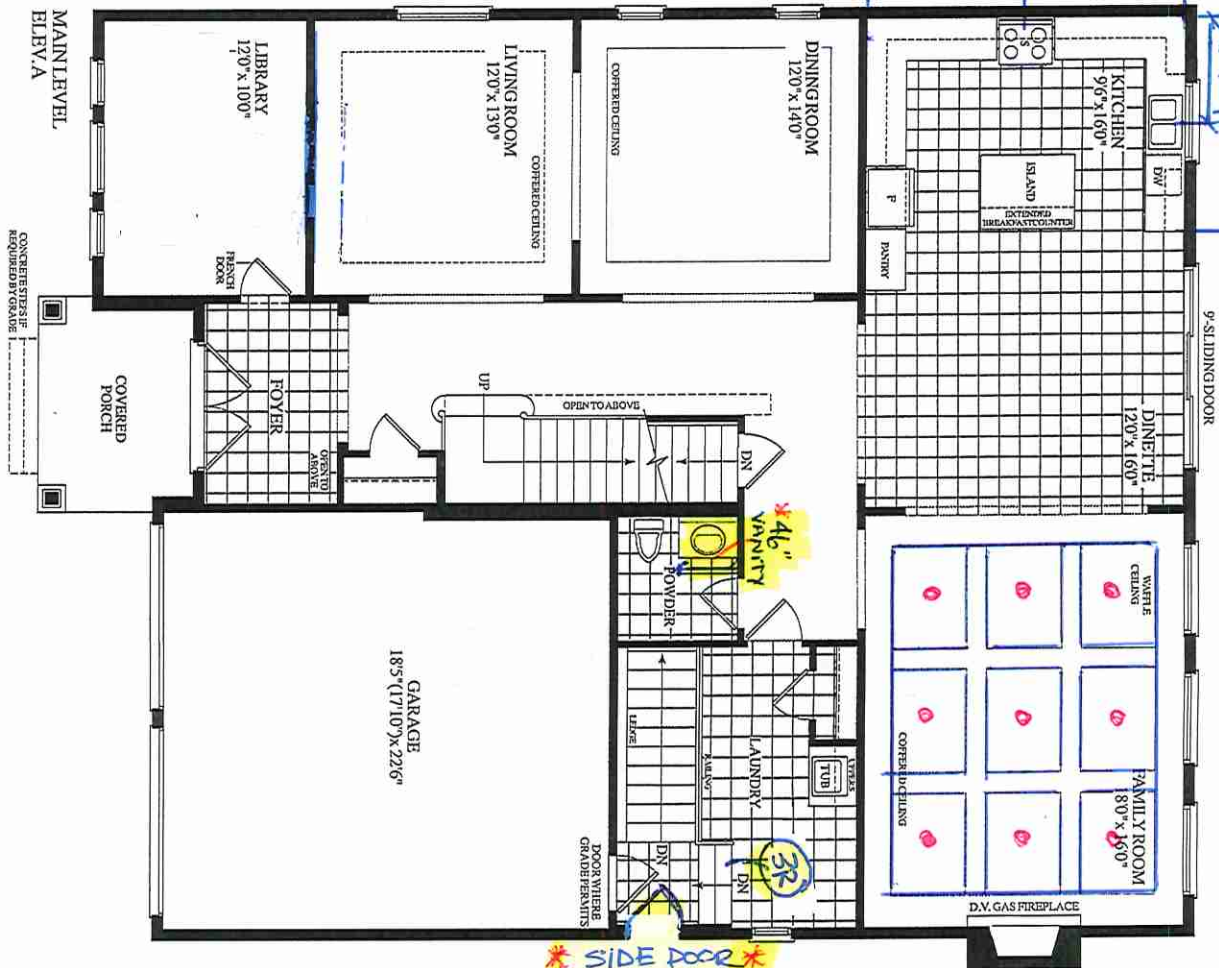 MAIN LEVEL
ELEV. A
LIBRARY
12'0" x 10'0"
LIVING ROOM
12'0" x 13'0"
COFFERED CEILING
DINING ROOM
12'0" x 14'0"
COFFERED CEILING
KITCHEN
9'6" x 16'0"
S
DW
ISLAND
EXTENDED
BREAKFAST COUNTER
F
PANTRY
9'-SLIDING DOOR
DINETTE
12'0" x 16'0"
FRENCH
DOOR
CONCRETE STEPS IF
REQUIRED BY GRADE
COVERED
PORCH
FOYER
OPEN TO
ABOVE
UP
OPEN TO ABOVE
DN
*46"
VANITY
POWDER
WAFFLE
CEILING
FAMILY ROOM
18'0" x 16'0"
COFFERED CEILING
D.V. GAS FIREPLACE
GARAGE
18'5" (17'10") x 22'6"
LEDGE
RAILING
LAUNDRY
UPPERS
TUB
3R
DN
DN
DOOR WHERE
GRADE PERMITS
* SIDE DOOR *